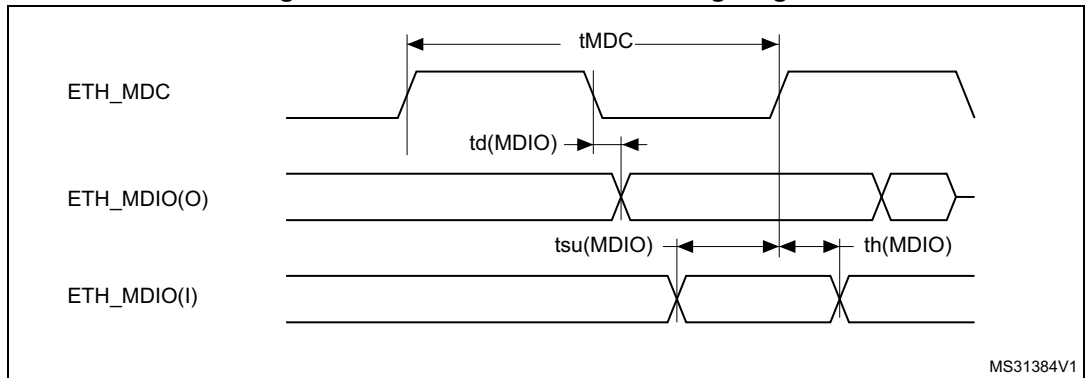 tMDC
ETH_MDC
td(MDIO)
ETH_MDIO(O)
tsu(MDIO) th(MDIO)
ETH_MDIO(I)
MS31384V1